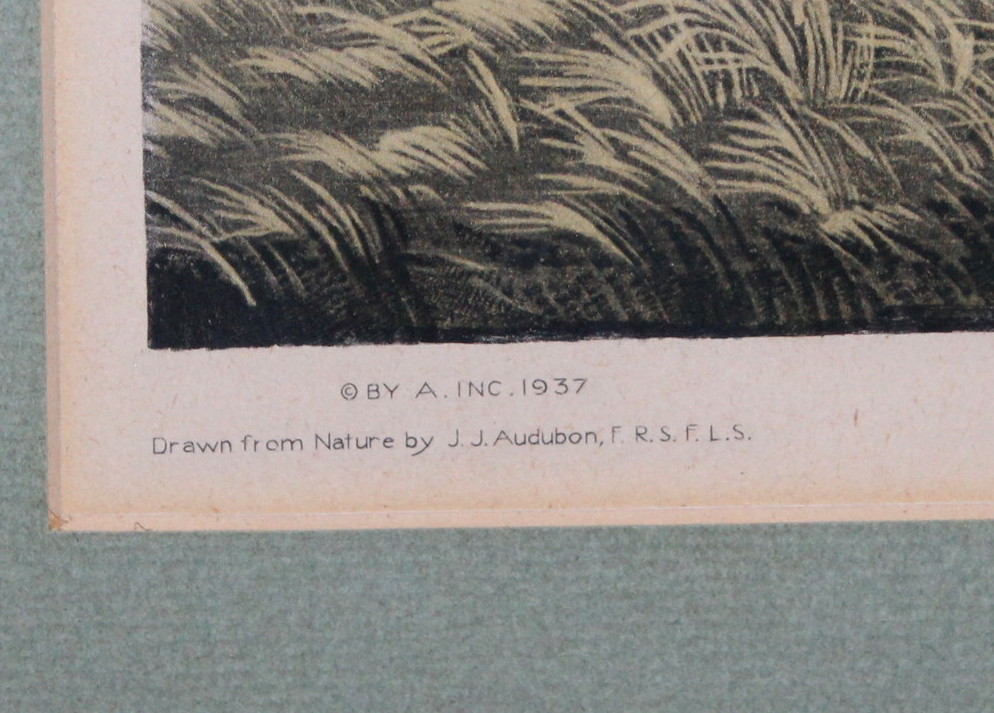 © BY A. INC. 1937
Drawn from Nature by J. J. Audubon, F. R. S. F. L. S.